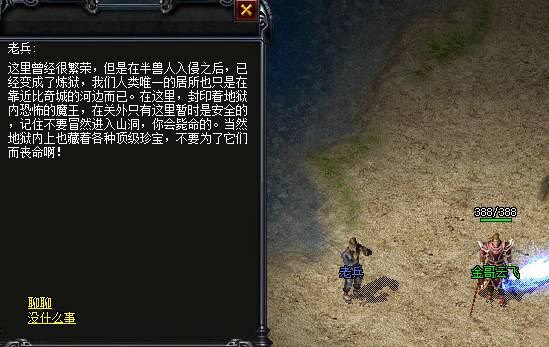 老兵:
这里曾经很繁荣，但是在半兽人入侵之后，已
经变成了炼狱，我们人类唯一的居所也只是在
靠近比奇城的河边而已。在这里，封印着地狱
内恐怖的魔王，在关外只有这里暂时是安全的
，记住不要冒然进入山洞，你会毙命的。当然
地狱内上也藏着各种顶级珍宝，不要为了它们
而丧命啊！
388/388
老兵
金哥云飞
聊聊
没什么事